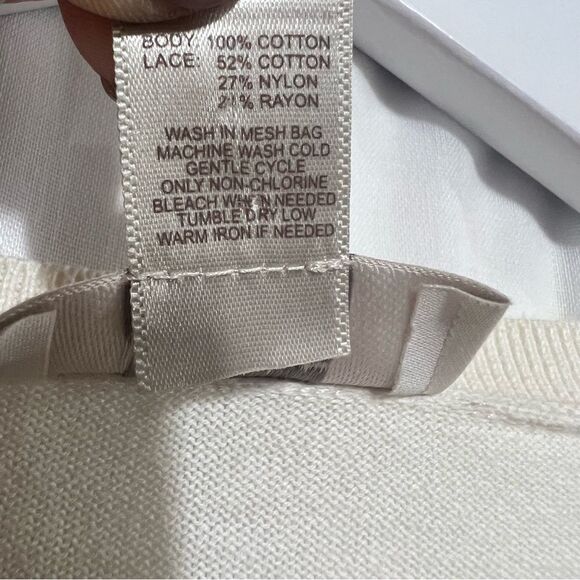 BODY: 100% COTTON
LACE: 52% COTTON
27% NYLON
21% RAYON
WASH IN MESH BAG
MACHINE WASH COLD
GENTLE CYCLE
ONLY NON-CHLORINE
BLEACH WHEN NEEDED
TUMBLE DRY LOW
WARM IRON IF NEEDED